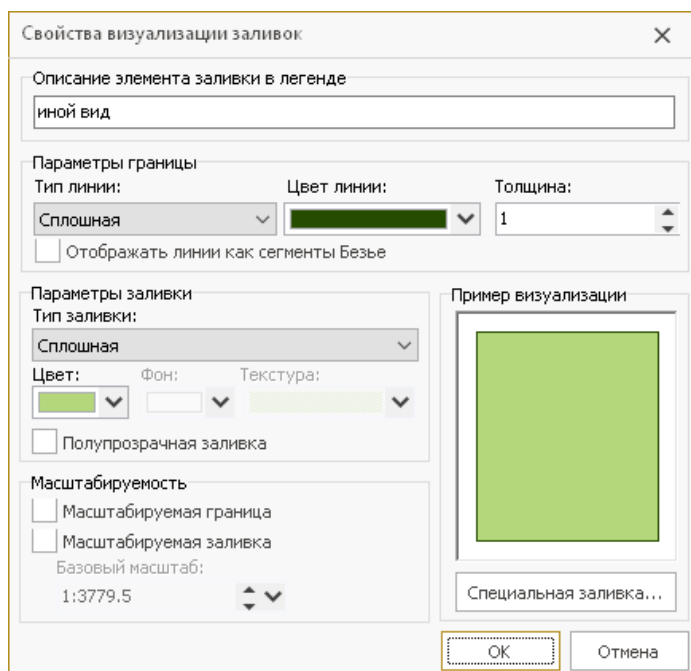 Свойства визуализации заливок
Описание элемента заливки в легенде
иной вид
Параметры границы
Тип линии: Цвет линии: Толщина:
Сплошная 1
Отображать линии как сегменты Безье
Параметры заливки
Тип заливки:
Сплошная
Цвет: Фон: Текстура:
Полупрозрачная заливка
Масштабируемость
Масштабируемая граница
Масштабируемая заливка
Базовый масштаб:
1:3779.5
Пример визуализации
Специальная заливка...
OK Отмена